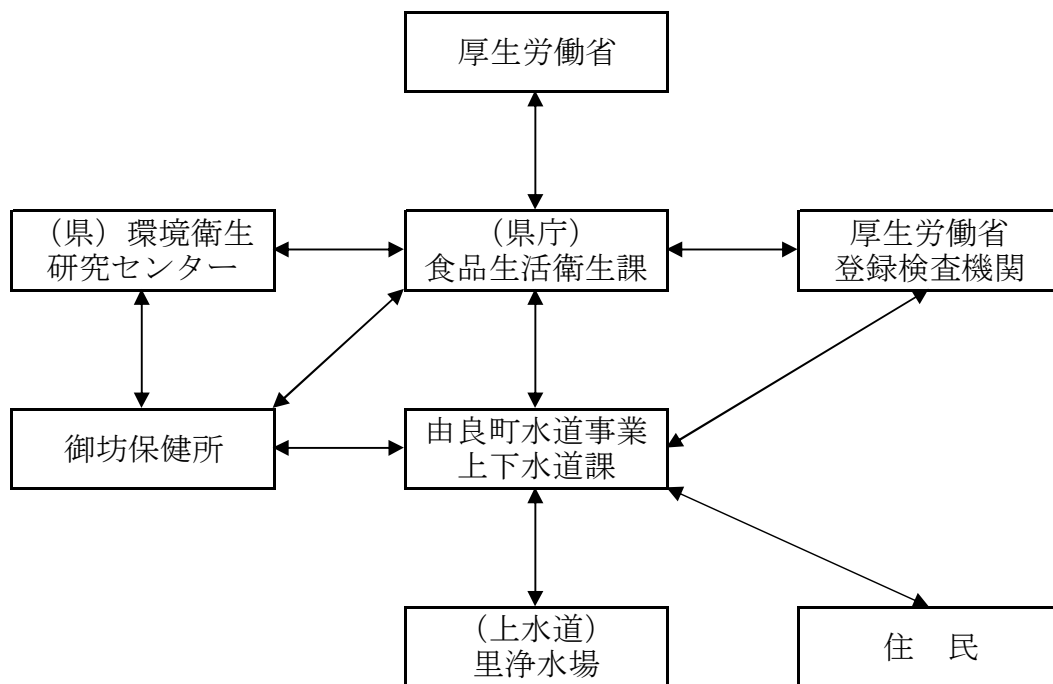 厚生労働省
（県）環境衛生
研究センター
（県庁）
食品生活衛生課
厚生労働省
登録検査機関
御坊保健所
由良町水道事業
上下水道課
（上水道）
里浄水場
住　民